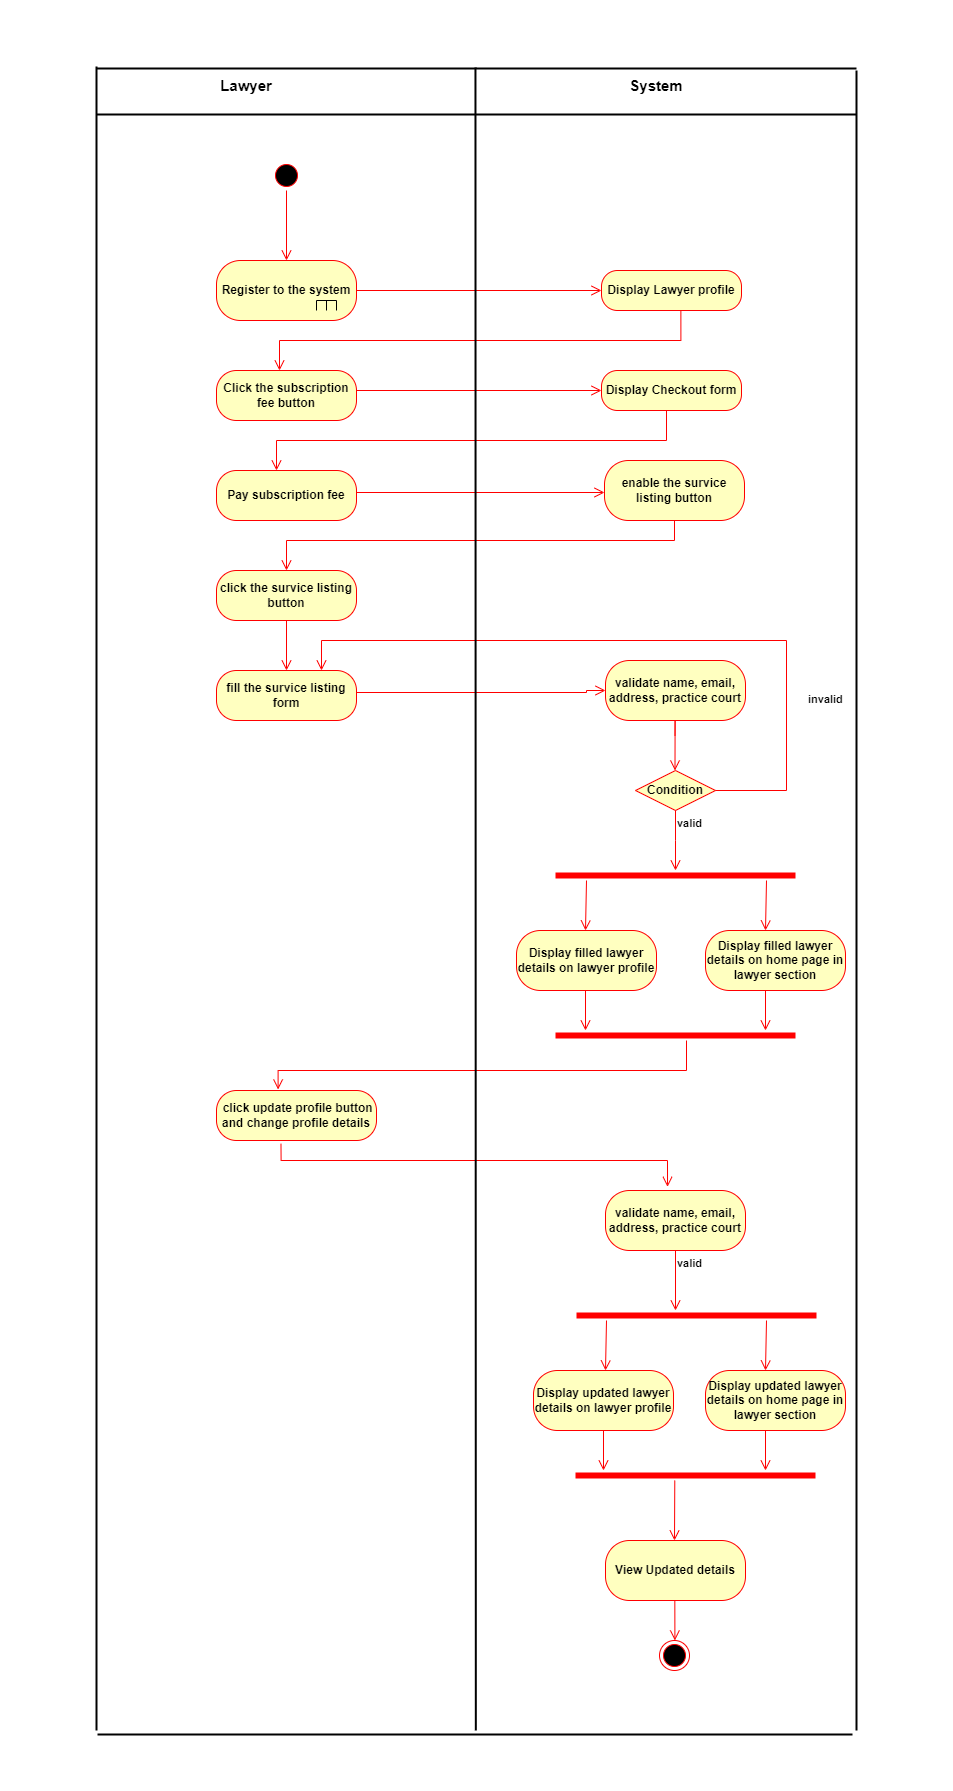 Lawyer
System
Register to the system
Display Lawyer profile
Click the subscription
fee button
Display Checkout form
Pay subscription fee
enable the survice
listing button
click the survice listing
button
fill the survice listing
form
validate name, email,
address, practice court
invalid
Condition
valid
Display filled lawyer
details on lawyer profile
Display filled lawyer
details on home page in
lawyer section
click update profile button
and change profile details
validate name, email,
address, practice court
valid
Display updated lawyer
details on lawyer profile
Display updated lawyer
details on home page in
lawyer section
View Updated details